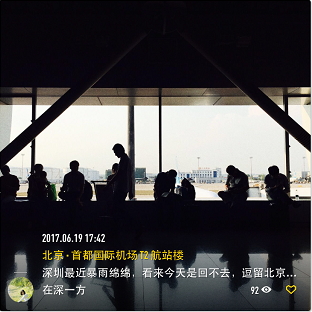 2017.06.19 17:42
北京·首都国际机场T2航站楼
深圳最近暴雨绵绵，看来今天是回不去，逗留北京...
在深一方
92